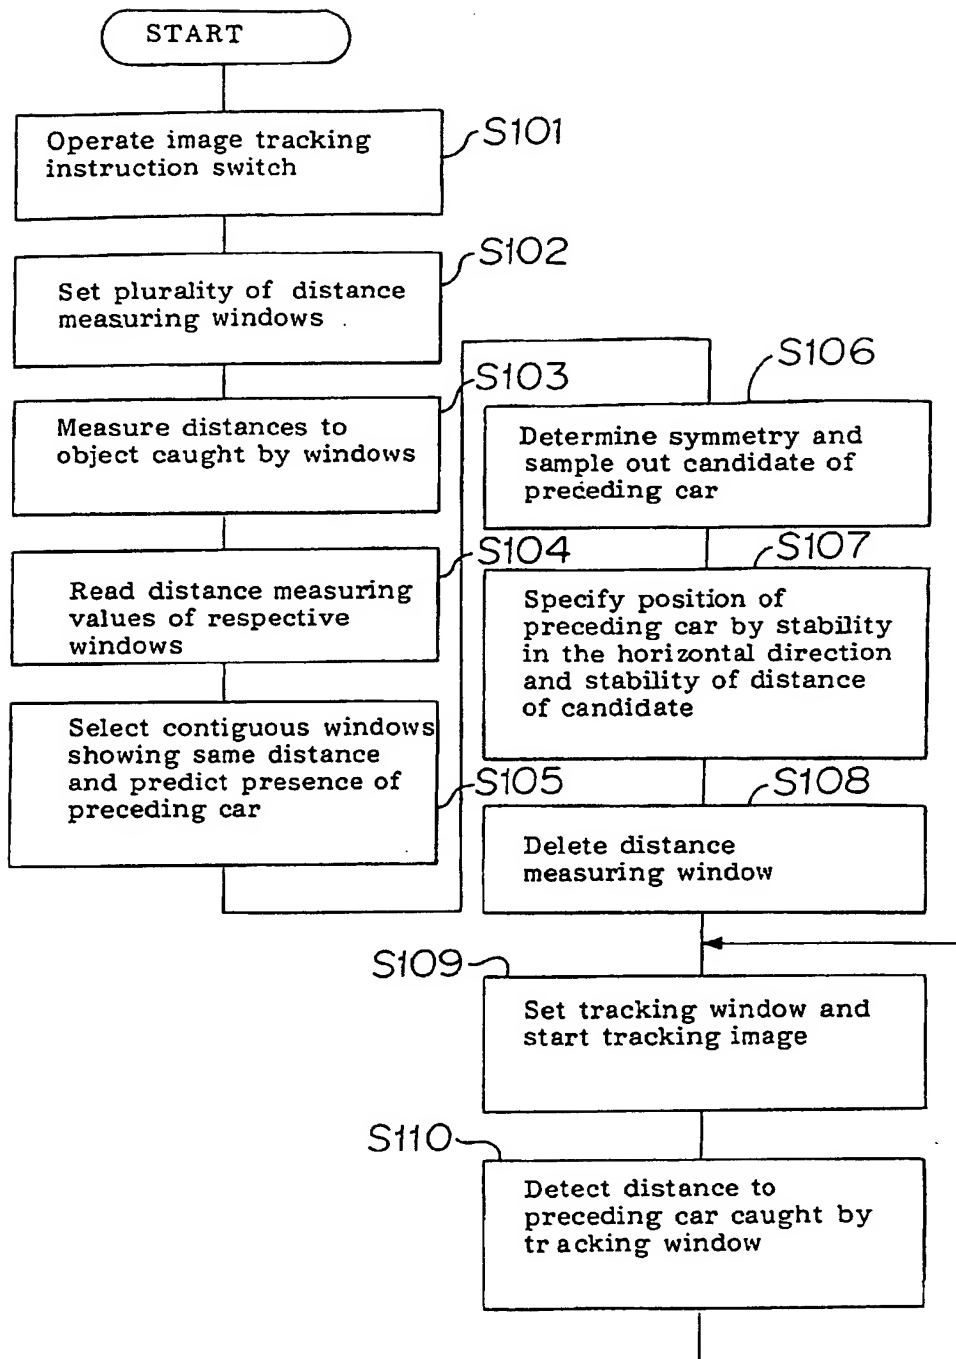 START
S101
Operate image tracking
instruction switch
S102
Set plurality of distance
measuring windows
S103
Measure distances to
object caught by windows
S104
Read distance measuring
values of respective
windows
S105
Select contiguous windows
showing same distance
and predict presence of
preceding car
S106
Determine symmetry and
sample out candidate of
preceding car
S107
Specify position of
preceding car by stability
in the horizontal direction
and stability of distance
of candidate
S108
Delete distance
measuring window
S109
Set tracking window and
start tracking image
S110
Detect distance to
preceding car caught by
tracking window